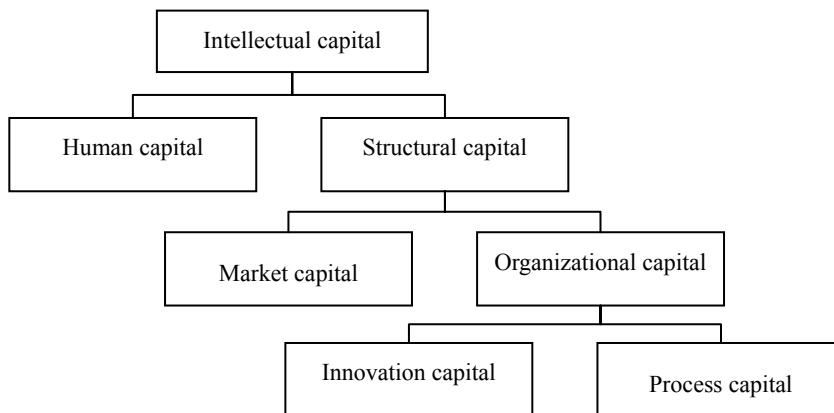 Intellectual capital
Human capital
Structural capital
Market capital
Organizational capital
Innovation capital
Process capital